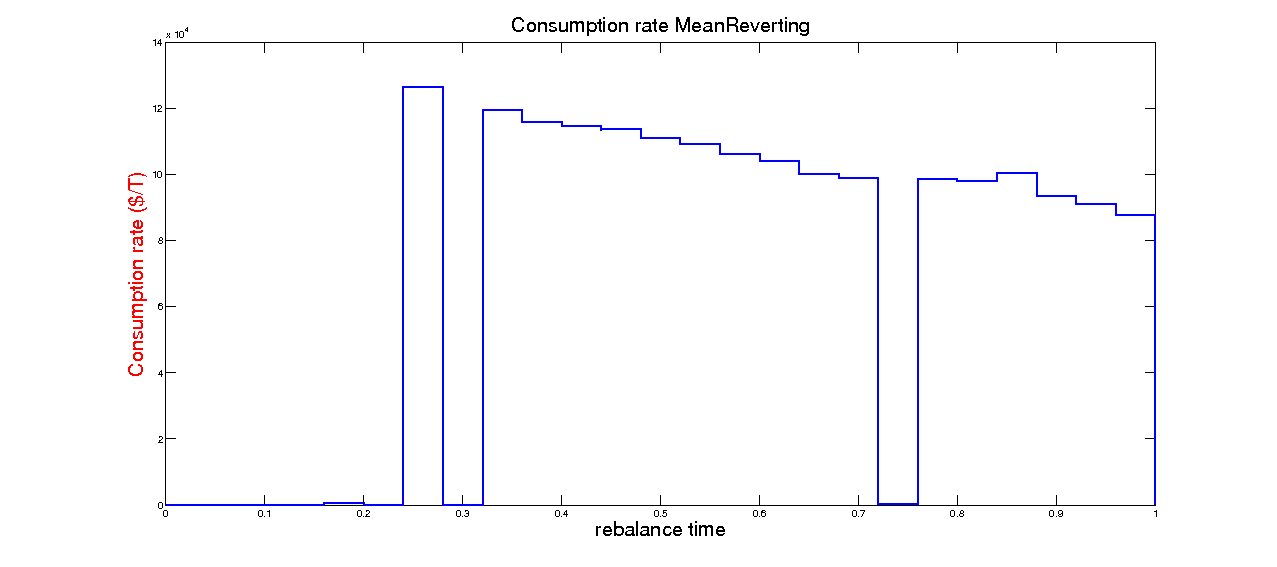 Consumption rate MeanReverting
x 10^4
14
12
10
8
6
4
2
0
Consumption rate ($/T)
0 0.1 0.2 0.3 0.4 0.5 0.6 0.7 0.8 0.9 1
rebalance time